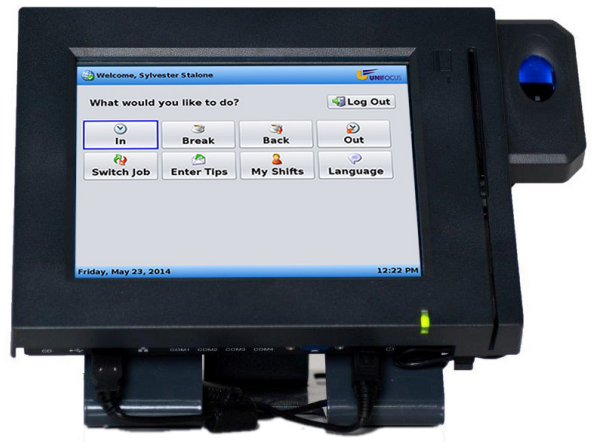 Welcome, Sylvester Stalone
UNIFOCUS
What would you like to do?
Log Out
In
Break
Back
Out
Switch Job
Enter Tips
My Shifts
Language
Friday, May 23, 2014
12:22 PM
CD
COM1 COM2 COM3 COM4